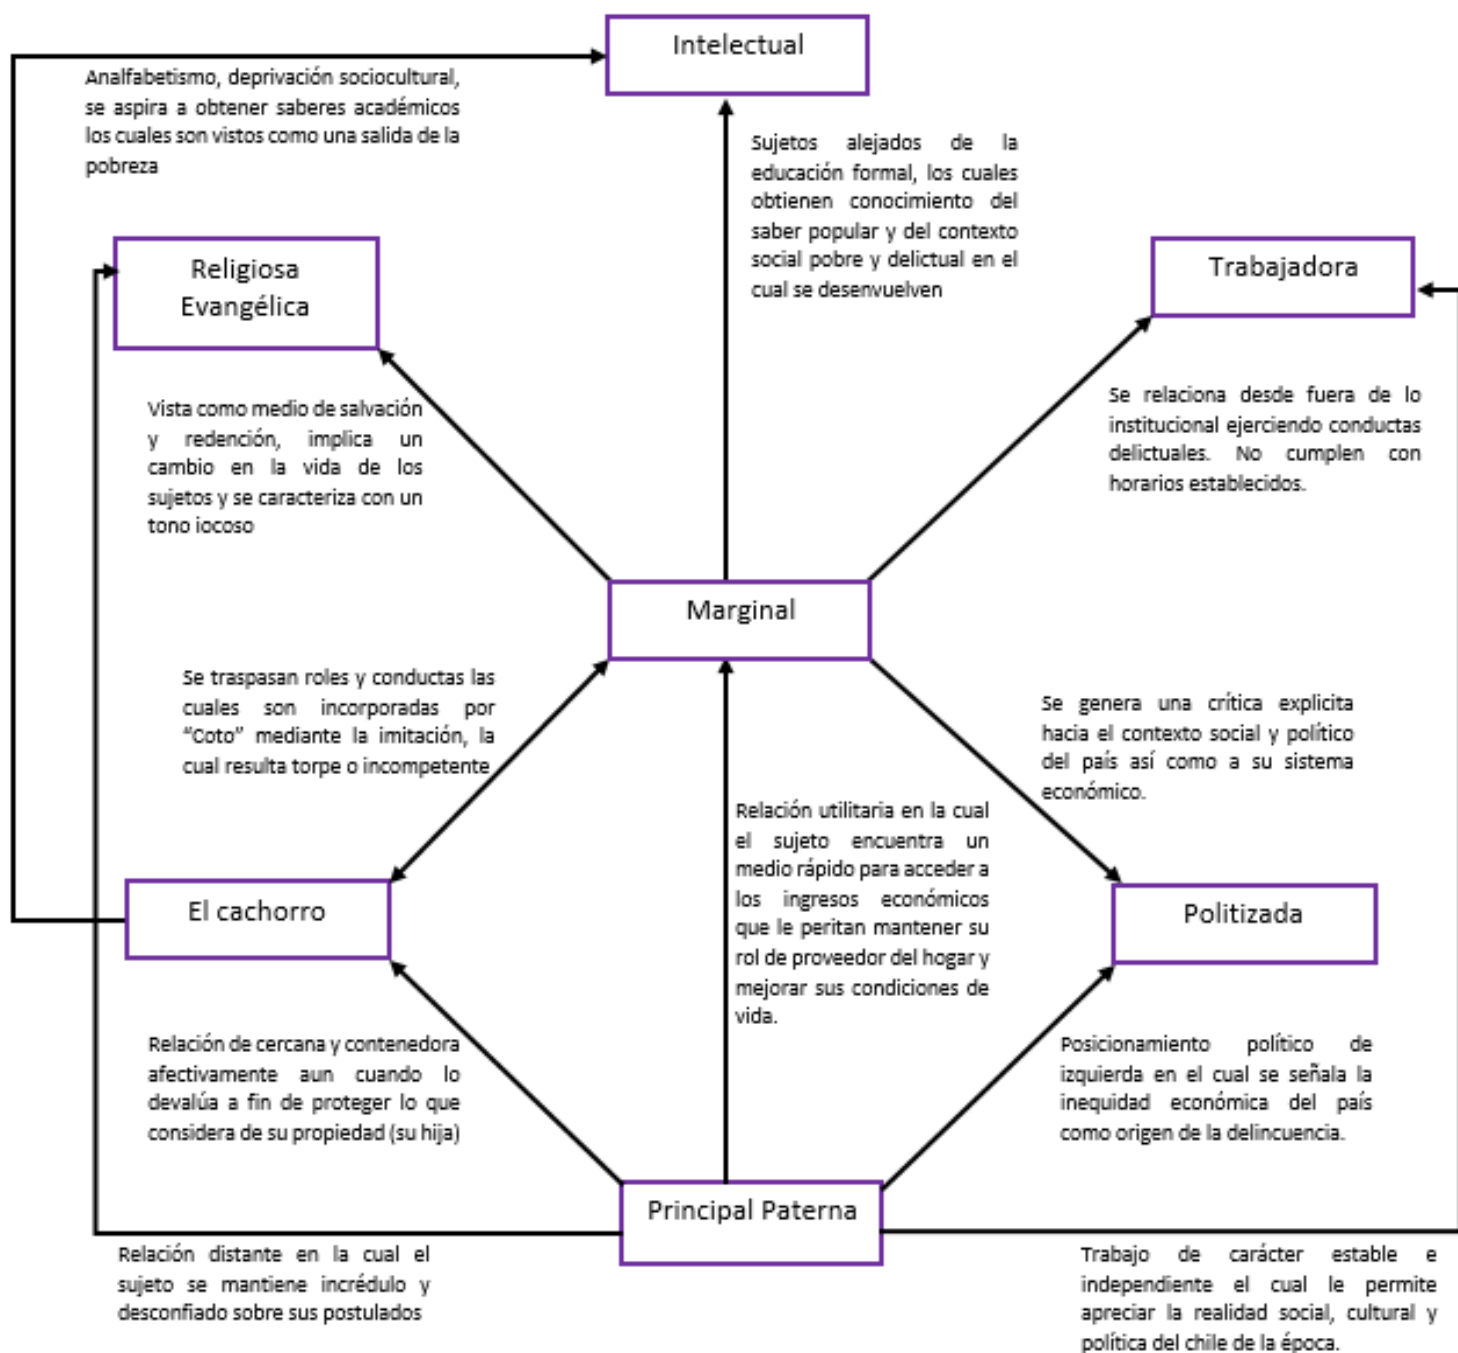 Intelectual
Analfabetismo, deprivación sociocultural,
se aspira a obtener saberes académicos
los cuales son vistos como una salida de la
pobreza
Sujetos alejados de la
educación formal, los cuales
obtienen conocimiento del
saber popular y del contexto
social pobre y delictual en el
cual se desenvuelven
Religiosa
Evangélica
Trabajadora
Vista como medio de salvación
y redención, implica un
cambio en la vida de los
sujetos y se caracteriza con un
tono iocoso
Se relaciona desde fuera de lo
institucional ejerciendo conductas
delictuales. No cumplen con
horarios establecidos.
Marginal
Se traspasan roles y conductas las
cuales son incorporadas por
“Coto” mediante la imitación, la
cual resulta torpe o incompetente
Se genera una crítica explicita
hacia el contexto social y político
del país así como a su sistema
económico.
Relación utilitaria en la cual
el sujeto encuentra un
medio rápido para acceder a
los ingresos económicos
que le peritan mantener su
rol de proveedor del hogar y
mejorar sus condiciones de
vida.
El cachorro
Politizada
Relación de cercana y contenedora
afectivamente aun cuando lo
devalúa a fin de proteger lo que
considera de su propiedad (su hija)
Posicionamiento político de
izquierda en el cual se señala la
inequidad económica del país
como origen de la delincuencia.
Principal Paterna
Relación distante en la cual el
sujeto se mantiene incrédulo y
desconfiado sobre sus postulados
Trabajo de carácter estable e
independiente el cual le permite
apreciar la realidad social, cultural y
política del chile de la época.